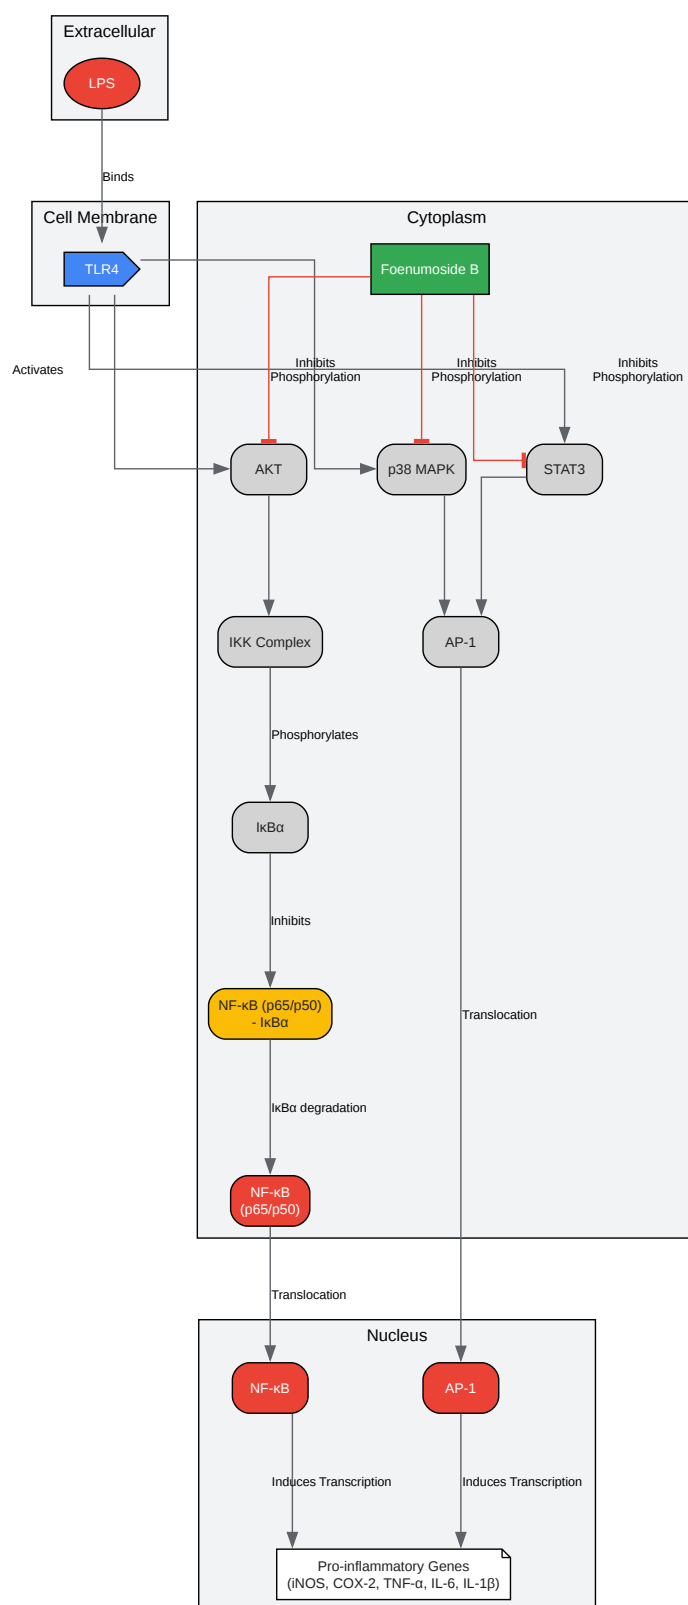 Extracellular
LPS
Binds
Cell Membrane
Cytoplasm
TLR4
Foenumoside B
Activates
Inhibits
Phosphorylation
Inhibits
Phosphorylation
Inhibits
Phosphorylation
AKT
p38 MAPK
STAT3
IKK Complex
AP-1
Phosphorylates
IκBα
Inhibits
NF-κB (p65/p50)
- IκBα
Translocation
IκBα degradation
NF-κB
(p65/p50)
Translocation
Nucleus
NF-κB
AP-1
Induces Transcription
Induces Transcription
Pro-inflammatory Genes
(iNOS, COX-2, TNF-α, IL-6, IL-1β)